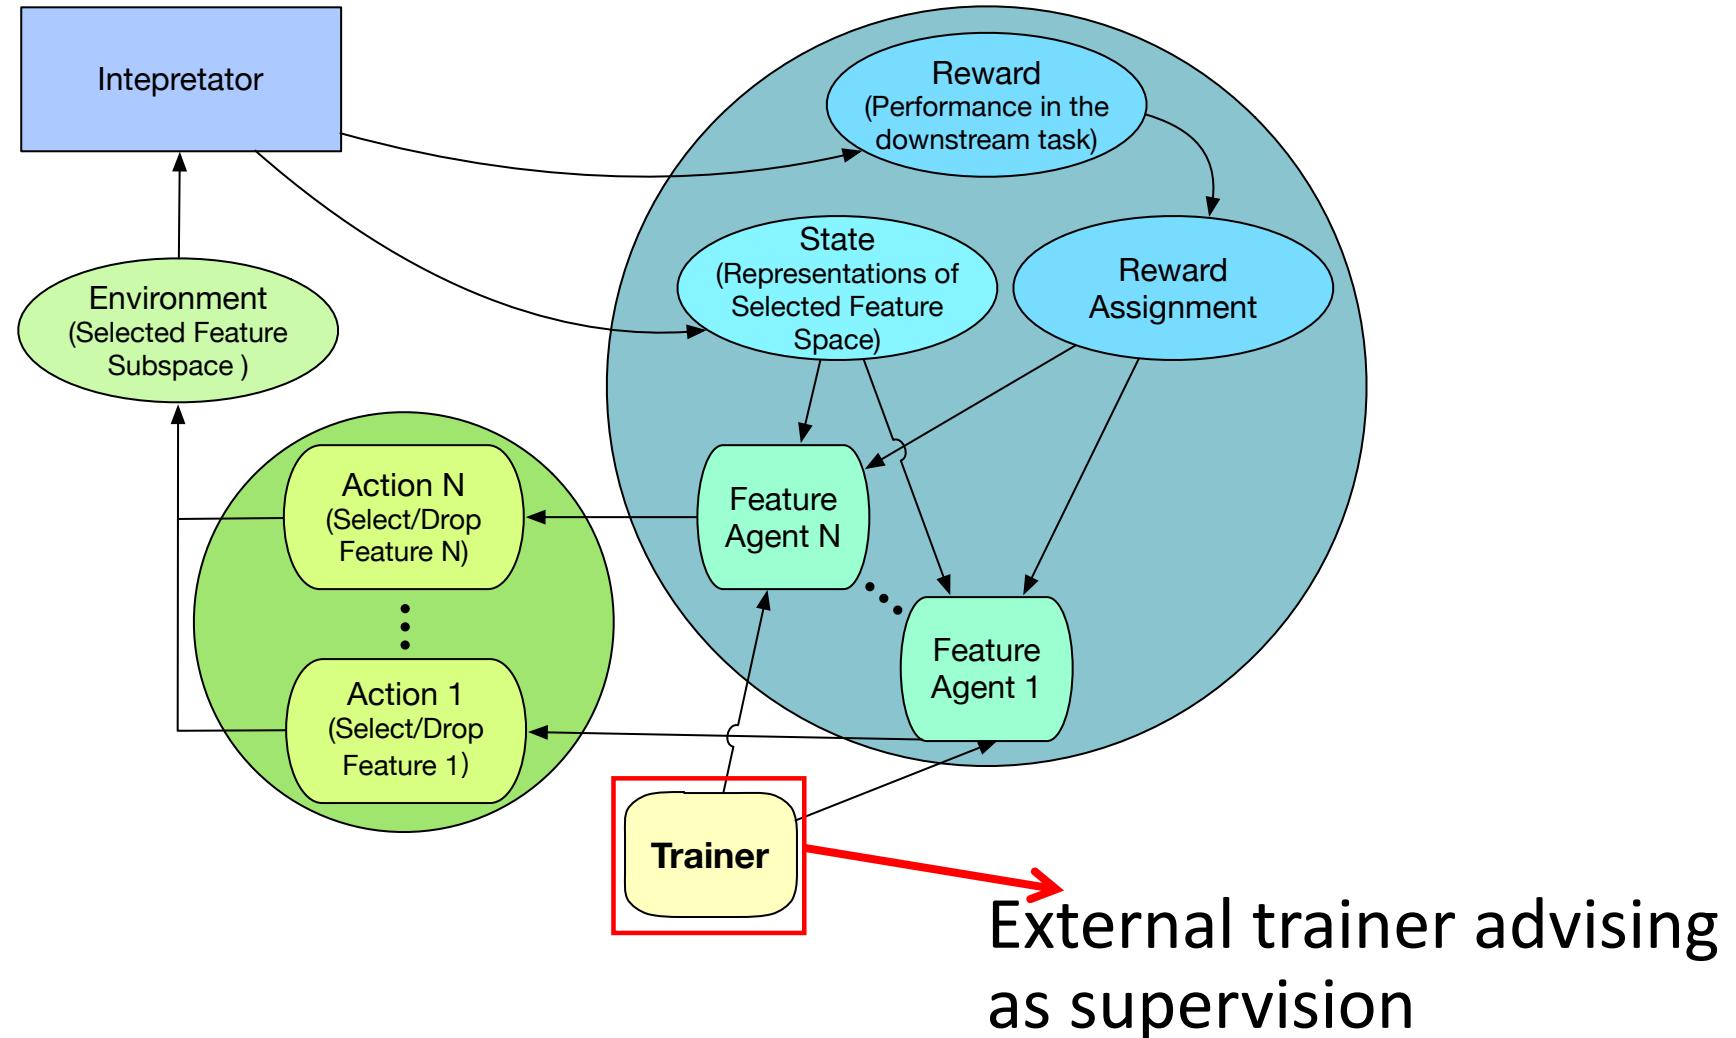 Intepretator
Reward
(Performance in the
downstream task)
State
(Representations of
Selected Feature
Space)
Reward
Assignment
Environment
(Selected Feature
Subspace )
Action N
(Select/Drop
Feature N)
Feature
Agent N
Feature
Agent 1
Action 1
(Select/Drop
Feature 1)
Trainer
External trainer advising
as supervision